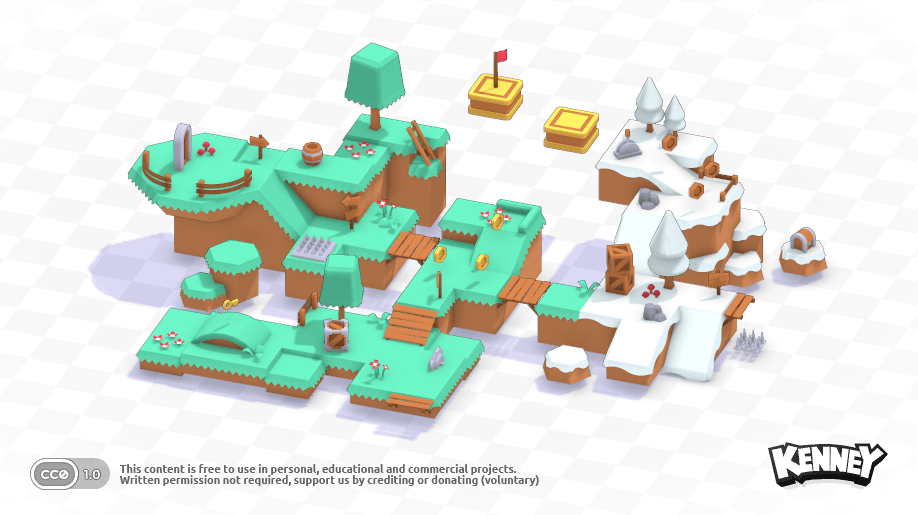 This content is free to use in personal, educational and commercial projects.
Written permission not required, support us by crediting or donating (voluntary)
CC0 1.0
KENNEY